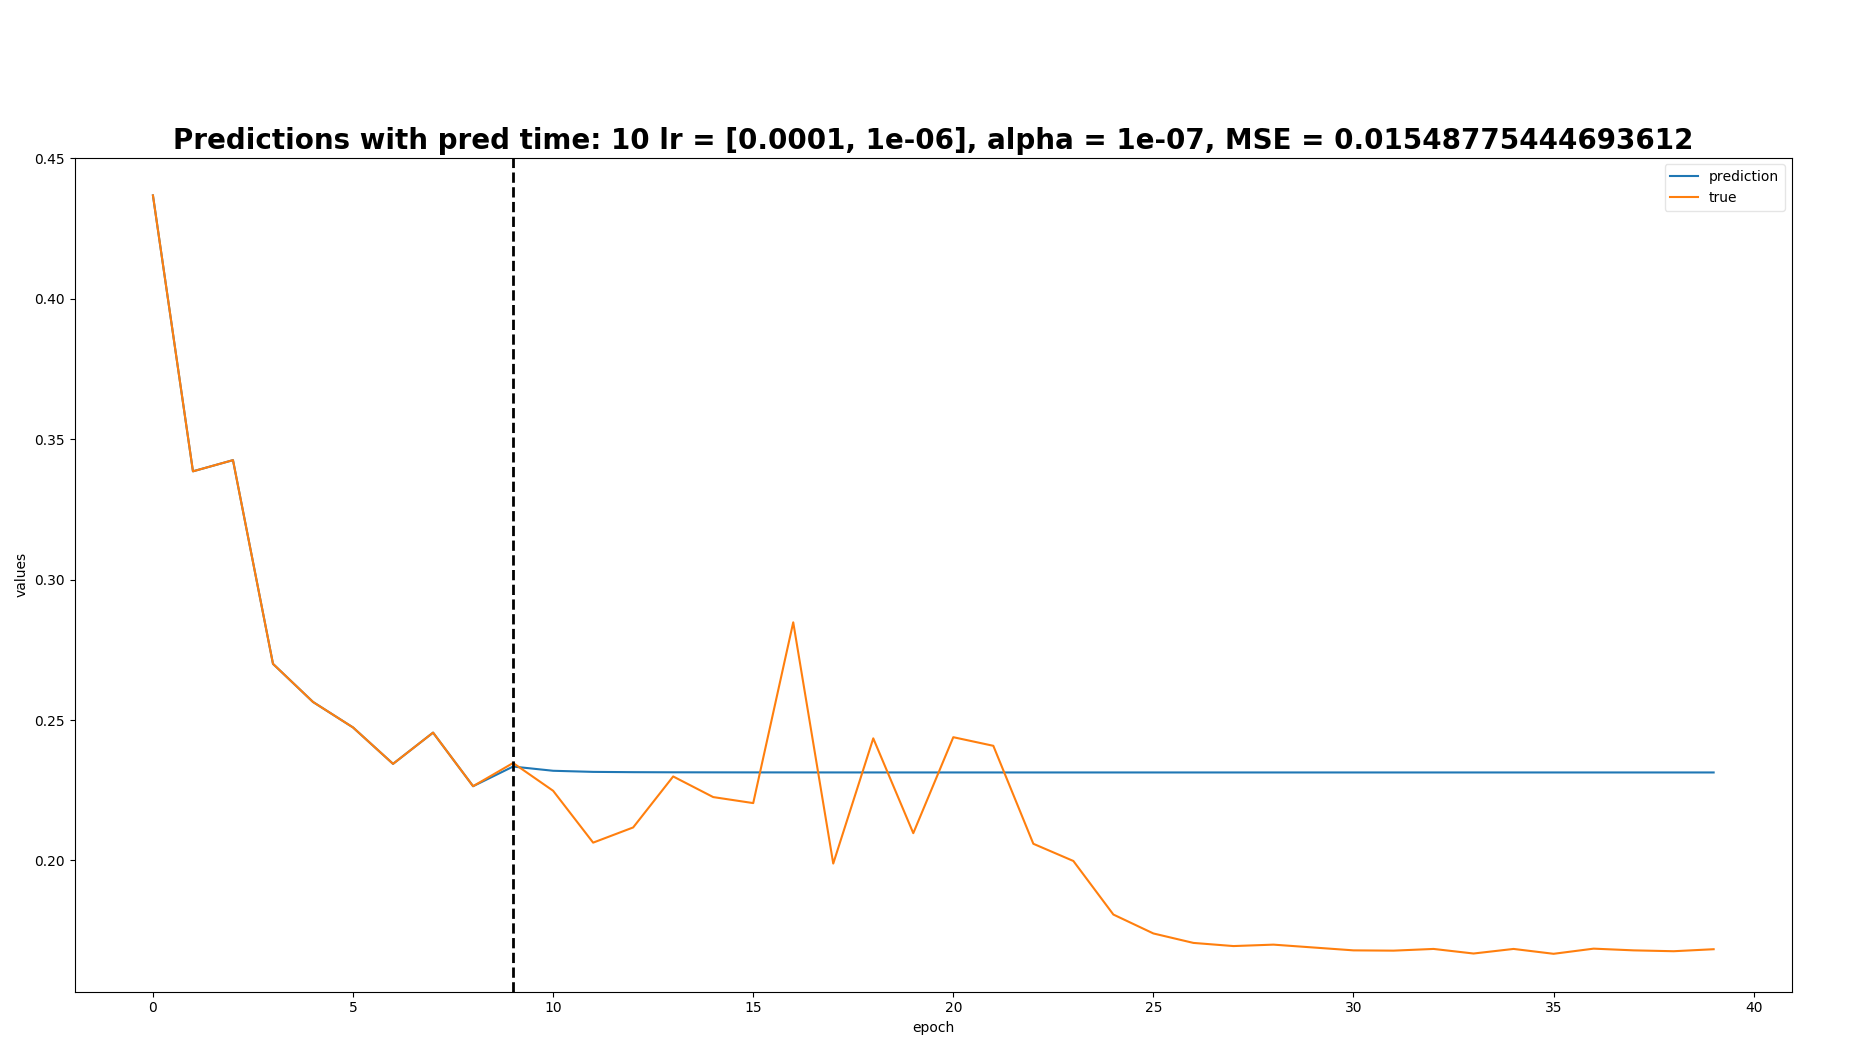 Predictions with pred time: 10 lr = [0.0001, 1e-06], alpha = 1e-07, MSE = 0.01548775444693612
prediction
true
0.45
0.40
0.35
0.30
0.25
0.20
values
0 5 10 15 20 25 30 35 40
epoch